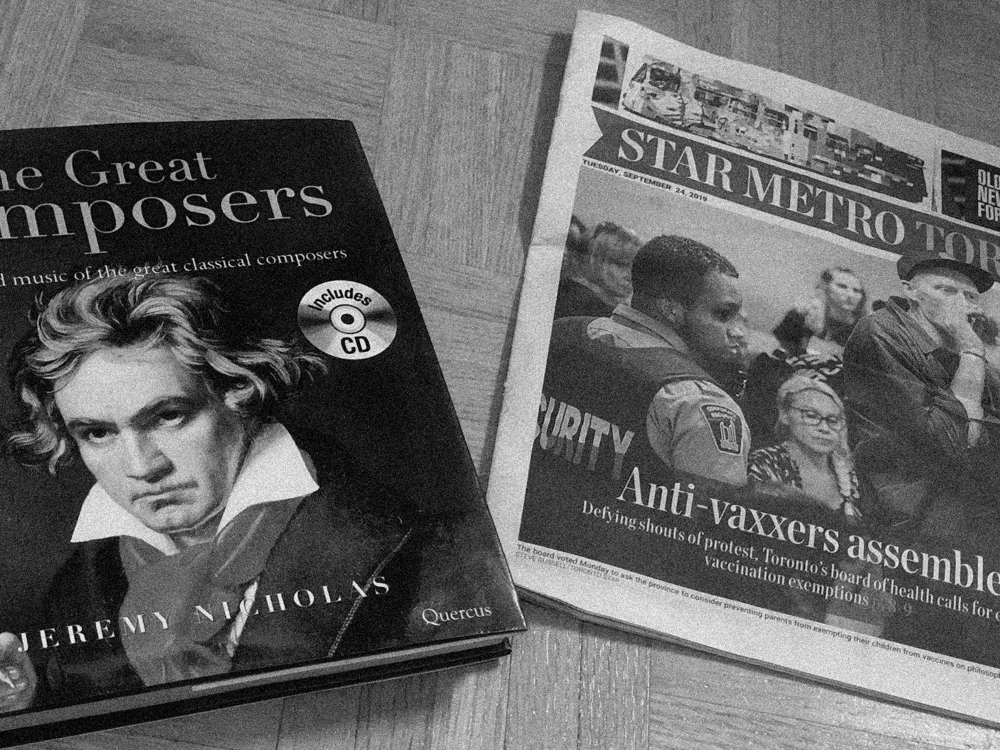 he Great
mposers
d music of the great classical composers
Includes
CD
JEREMY NICHOLAS
Quercus
STAR METRO TOR
TUESDAY, SEPTEMBER 24, 2019
OLD
NEW
FOR
CURITY
Anti-vaxxers assemble
Defying shouts of protest, Toronto's board of health calls for
vaccination exemptions
The board voted Monday to ask the province to consider preventing parents from exempting their children from vaccines on philosoph
STEVE RUSSELL TORONTO STAR